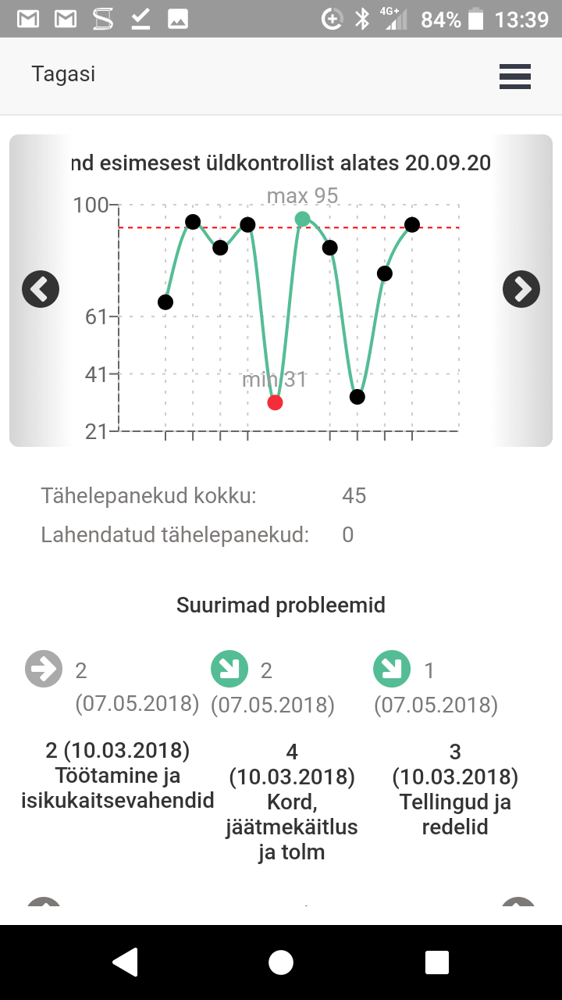 4G+ 84% 13:39
Tagasi
nd esimesest üldkontrollist alates 20.09.20
max 95
100
61
41
min 31
21
Tähelepanekud kokku: 45
Lahendatud tähelepanekud: 0
Suurimad probleemid
2 2 1
(07.05.2018) (07.05.2018) (07.05.2018)
2 (10.03.2018)
Töötamine ja
isikukaitsevahendid
4
(10.03.2018)
Kord,
jäätmekäitlus
ja tolm
3
(10.03.2018)
Tellingud ja
redelid